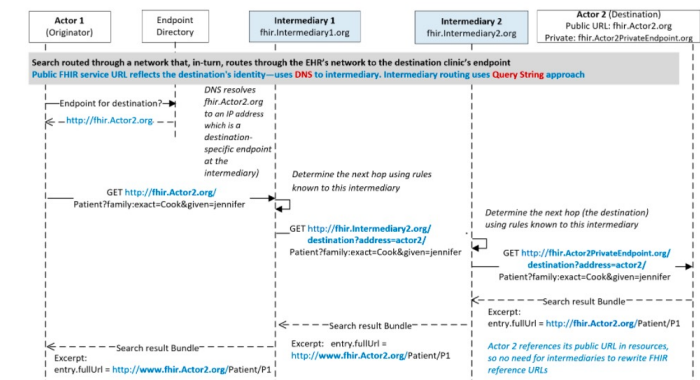 Actor 1
(Originator)
Endpoint
Directory
Intermediary 1
fhir.Intermediary1.org
Intermediary 2
fhir.Intermediary2.org
Actor 2 (Destination)
Public URL: fhir.Actor2.org
Private: fhir.Actor2PrivateEndpoint.org
Search routed through a network that, in-turn, routes through the EHR's network to the destination clinic's endpoint
Public FHIR service URL reflects the destination's identity—uses DNS to intermediary. Intermediary routing uses Query String approach
Endpoint for destination?
http://fhir.Actor2.org
DNS resolves
fhir.Actor2.org
to an IP address
which is a
destination-
specific endpoint
at the
intermediary)
GET http://fhir.Actor2.org/
Patient?family:exact=Cook&given=jennifer
Determine the next hop using rules
known to this intermediary
GET http://fhir.Intermediary2.org/
destination?address=actor2/
Patient?family:exact=Cook&given=jennifer
Determine the next hop (the destination)
using rules known to this intermediary
GET http://fhir.Actor2PrivateEndpoint.org/
destination?address=actor2/
Patient?family:exact=Cook&given=jennifer
Search result Bundle
Excerpt:
entry.fullUrl = http://fhir.Actor2.org/Patient/P1
Actor 2 references its public URL in resources,
so no need for intermediaries to rewrite FHIR
reference URLs
Search result Bundle
Excerpt: entry.fullUrl =
http://www.fhir.Actor2.org/Patient/P1
Search result Bundle
Excerpt:
entry.fullUrl = http://www.fhir.Actor2.org/Patient/P1